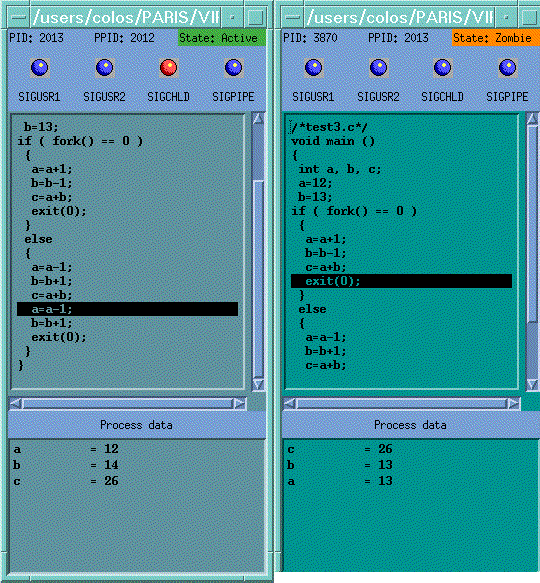 /users/colos/PARIS/VIF
PID: 2013 PPID: 2012 State: Active
SIGUSR1 SIGUSR2 SIGCHLD SIGPIPE
b=13;
if ( fork() == 0 )
{
a=a+1;
b=b-1;
c=a+b;
exit(0);
}
else
{
a=a-1;
b=b+1;
c=a+b;
a=a-1;
b=b+1;
exit(0);
}
}
Process data
a = 12
b = 14
c = 26
/users/colos/PARIS/VIF
PID: 3870 PPID: 2013 State: Zombie
SIGUSR1 SIGUSR2 SIGCHLD SIGPIPE
/*test3.c*/
void main ()
{
int a, b, c;
a=12;
b=13;
if ( fork() == 0 )
{
a=a+1;
b=b-1;
c=a+b;
exit(0);
}
else
{
a=a-1;
b=b+1;
c=a+b;
Process data
c = 26
b = 13
a = 13